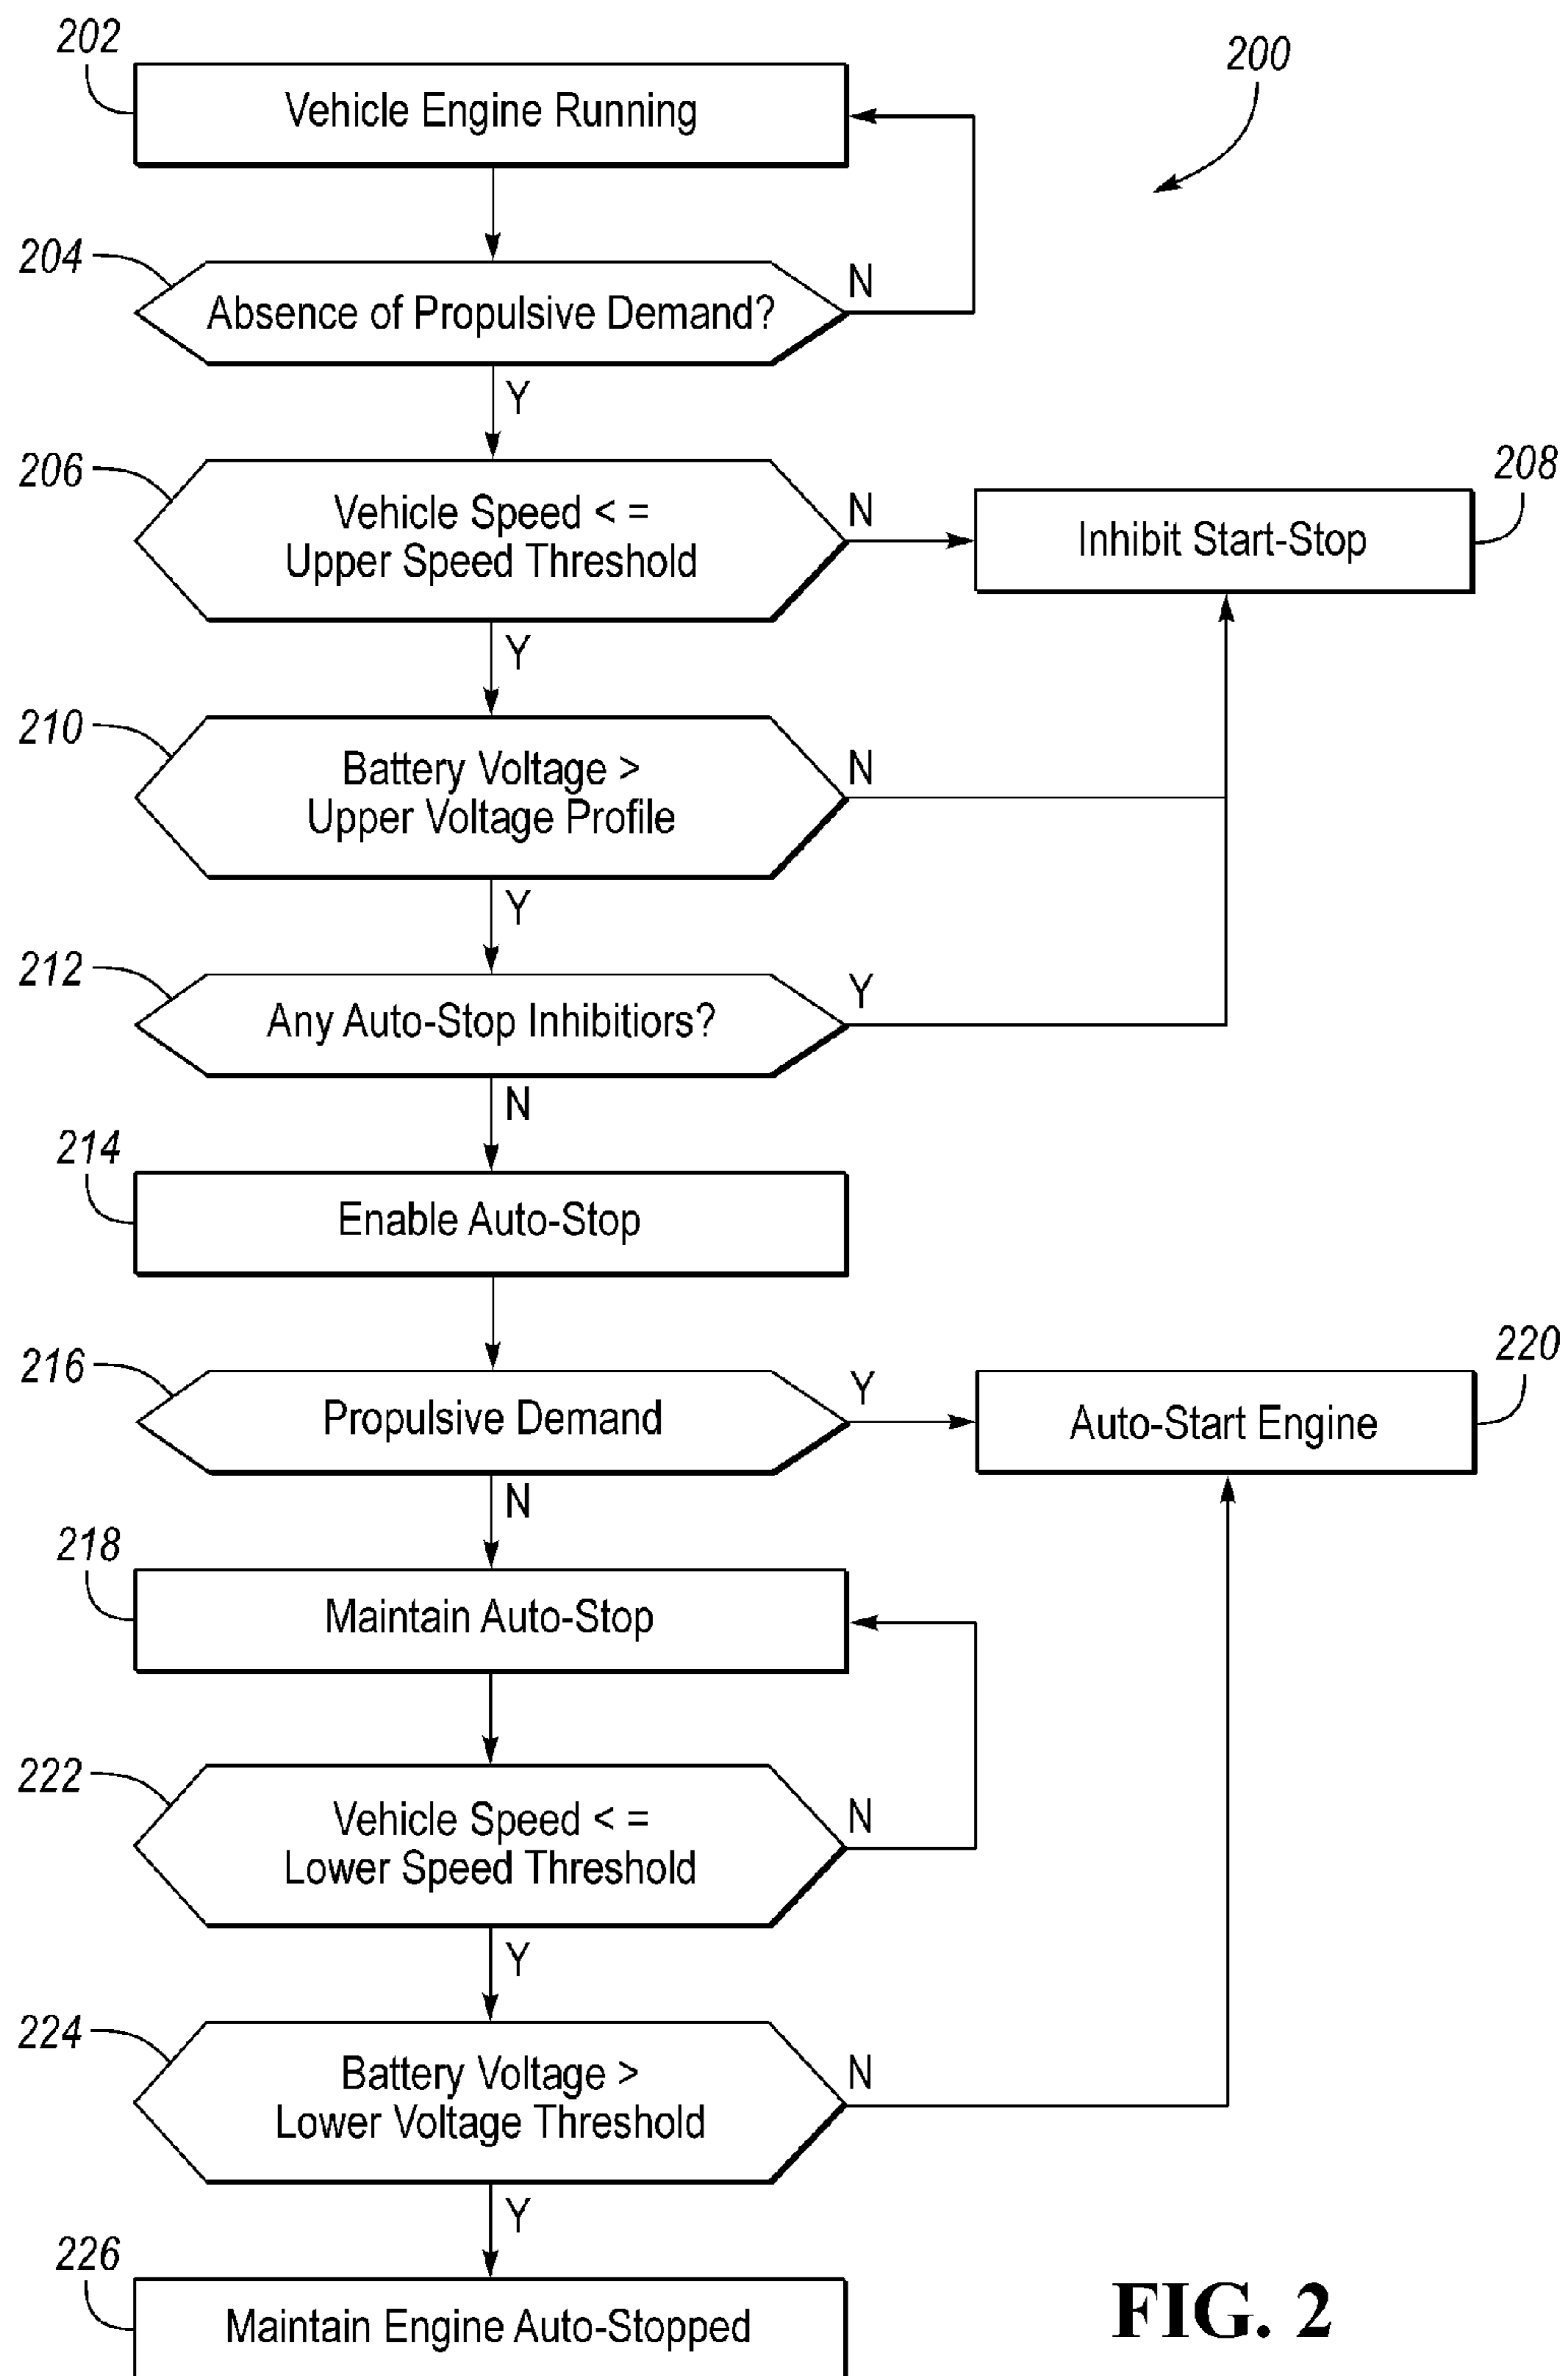 202
200
Vehicle Engine Running
204
Absence of Propulsive Demand?
N
Y
206
Vehicle Speed < =
Upper Speed Threshold
N
208
Inhibit Start-Stop
Y
210
Battery Voltage >
Upper Voltage Profile
N
Y
212
Any Auto-Stop Inhibitiors?
Y
N
214
Enable Auto-Stop
216
Propulsive Demand
Y
220
Auto-Start Engine
N
218
Maintain Auto-Stop
222
Vehicle Speed < =
Lower Speed Threshold
N
Y
224
Battery Voltage >
Lower Voltage Threshold
N
Y
226
Maintain Engine Auto-Stopped
FIG. 2